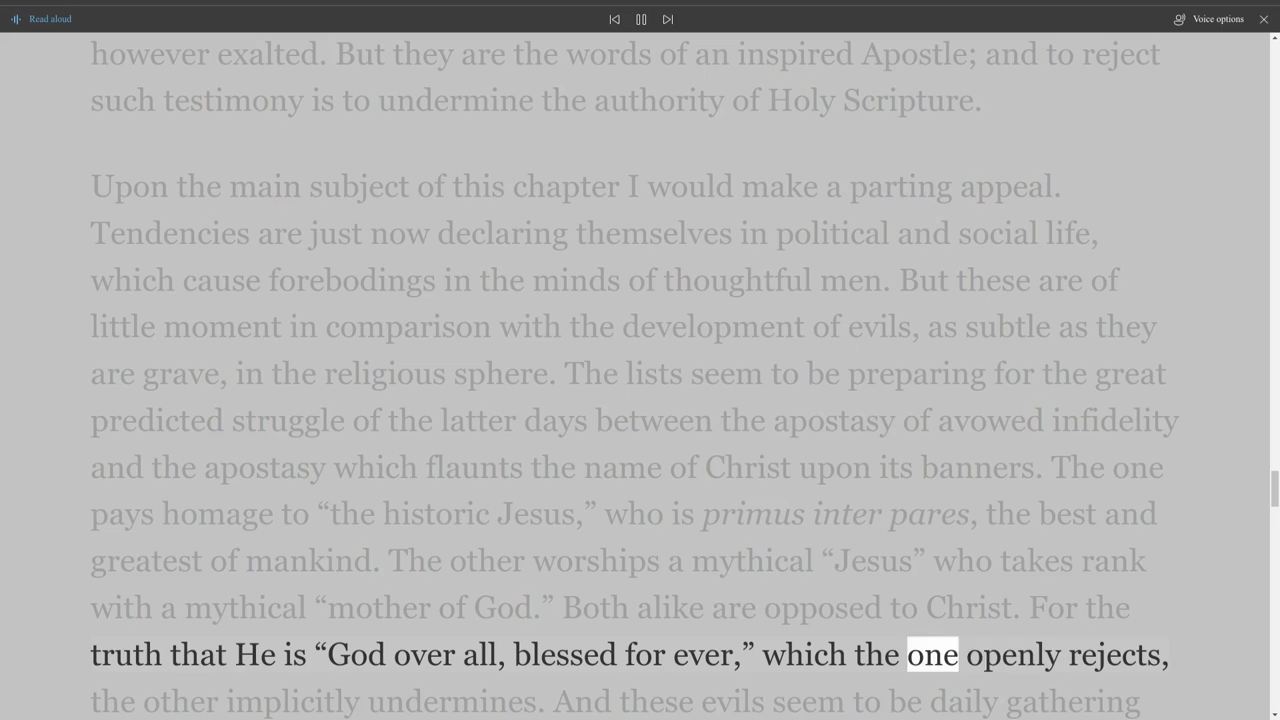 Read aloud
Voice options
however exalted. But they are the words of an inspired Apostle; and to reject
such testimony is to undermine the authority of Holy Scripture.
Upon the main subject of this chapter I would make a parting appeal.
Tendencies are just now declaring themselves in political and social life,
which cause forebodings in the minds of thoughtful men. But these are of
little moment in comparison with the development of evils, as subtle as they
are grave, in the religious sphere. The lists seem to be preparing for the great
predicted struggle of the latter days between the apostasy of avowed infidelity
and the apostasy which flaunts the name of Christ upon its banners. The one
pays homage to “the historic Jesus,” who is primus inter pares, the best and
greatest of mankind. The other worships a mythical “Jesus” who takes rank
with a mythical “mother of God.” Both alike are opposed to Christ. For the
truth that He is “God over all, blessed for ever,” which the one openly rejects,
the other implicitly undermines. And these evils seem to be daily gathering